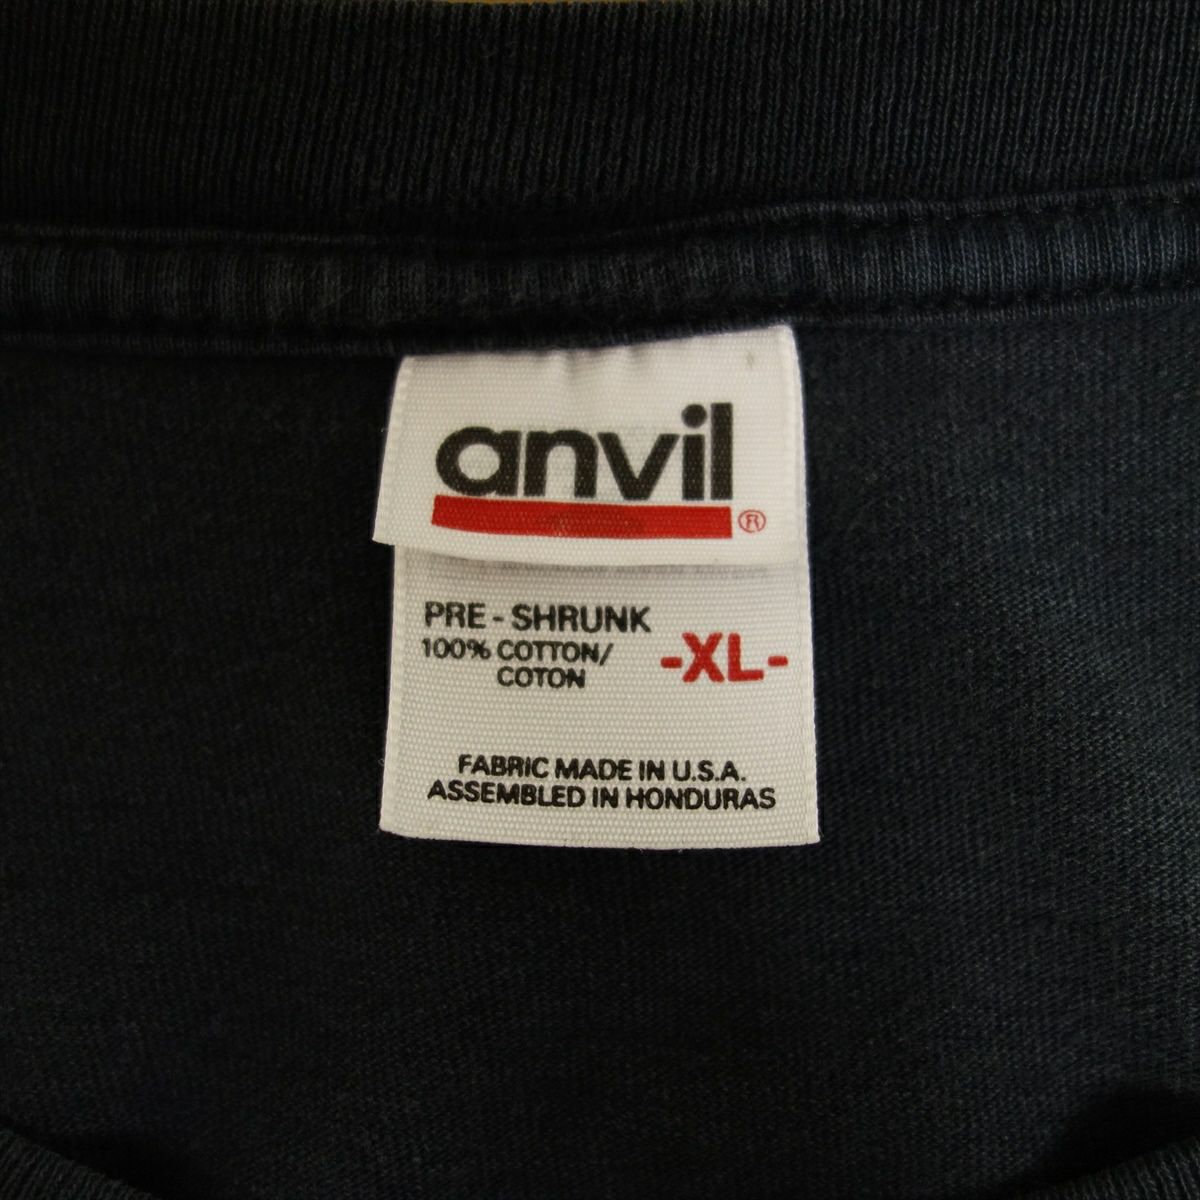 anvil
®
PRE - SHRUNK
100% COTTON/
COTON
-XL-
FABRIC MADE IN U.S.A.
ASSEMBLED IN HONDURAS